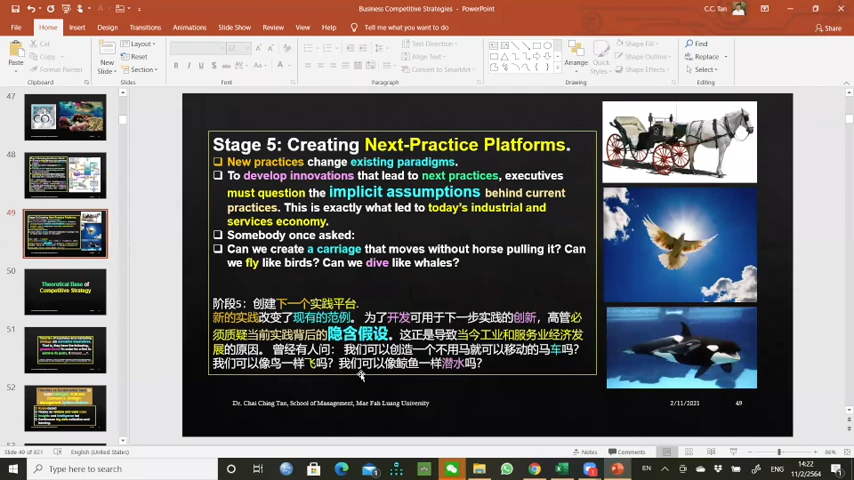 Business Competitive Strategies - PowerPoint
C.C. Tan
File Home Insert Design Transitions Animations Slide Show Review View Help Tell me what you want to do Share
Paste
Cut
Copy
Format Painter
Clipboard
New
Slide
Layout
Reset
Section
Slides
Font
Text Direction
Align Text
Convert to SmartArt
Paragraph
Arrange
Quick
Styles
Shape Fill
Shape Outline
Shape Effects
Drawing
Find
Replace
Select
Editing
47
48
49
50
Theoretical Base of
Competitive Strategy
51
52
Stage 5: Creating Next-Practice Platforms.
New practices change existing paradigms.
To develop innovations that lead to next practices, executives
must question the implicit assumptions behind current
practices. This is exactly what led to today's industrial and
services economy.
Somebody once asked:
Can we create a carriage that moves without horse pulling it? Can
we fly like birds? Can we dive like whales?
阶段5：创建下一个实践平台.
新的实践改变了现有的范例。 为了开发可用于下一步实践的创新，高管必
须质疑当前实践背后的隐含假设。这正是导致当今工业和服务业经济发
展的原因。 曾经有人问： 我们可以创造一个不用马就可以移动的马车吗?
我们可以像鸟一样飞吗? 我们可以像鲸鱼一样潜水吗?
Dr. Chai Ching Tan, School of Management, Mae Fah Luang University
2/11/2021
49
Slide 49 of 821 English (United States)
Notes Comments 86%
Type here to search
EN
ENG
14:22
11/2/2564